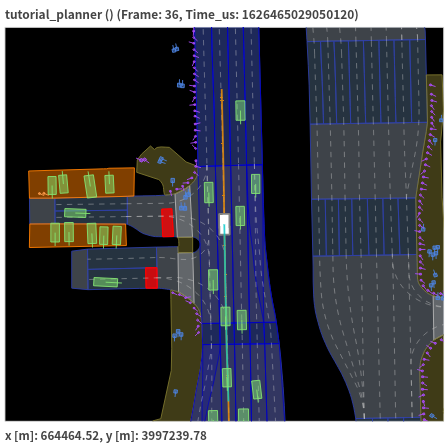 tutorial_planner () (Frame: 36, Time_us: 1626465029050120)
x [m]: 664464.52, y [m]: 3997239.78